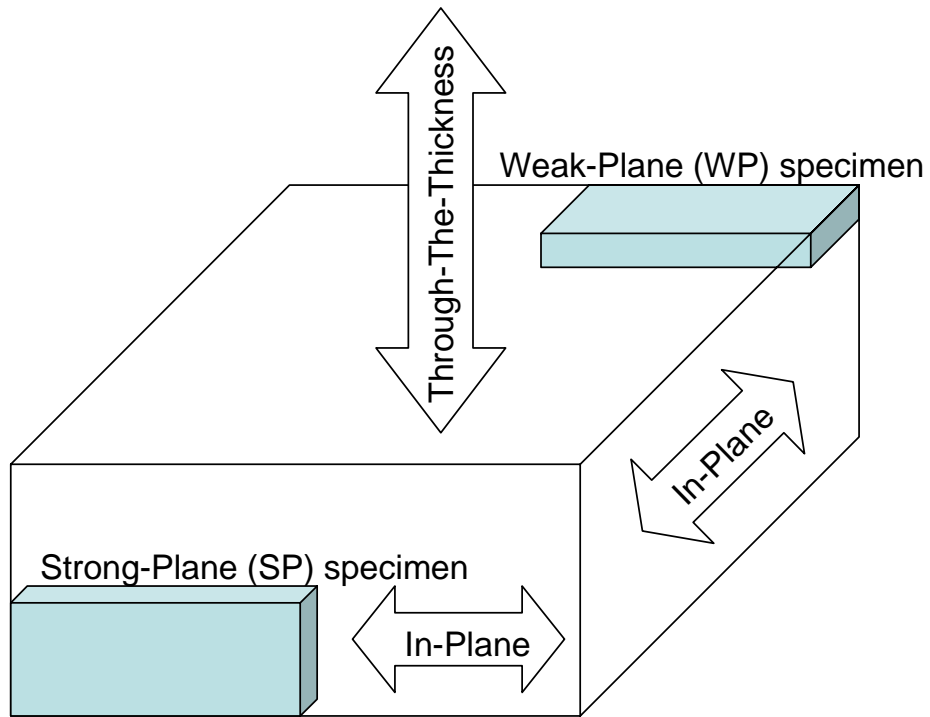 Through-The-Thickness
Weak-Plane (WP) specimen
In-Plane
Strong-Plane (SP) specimen
In-Plane